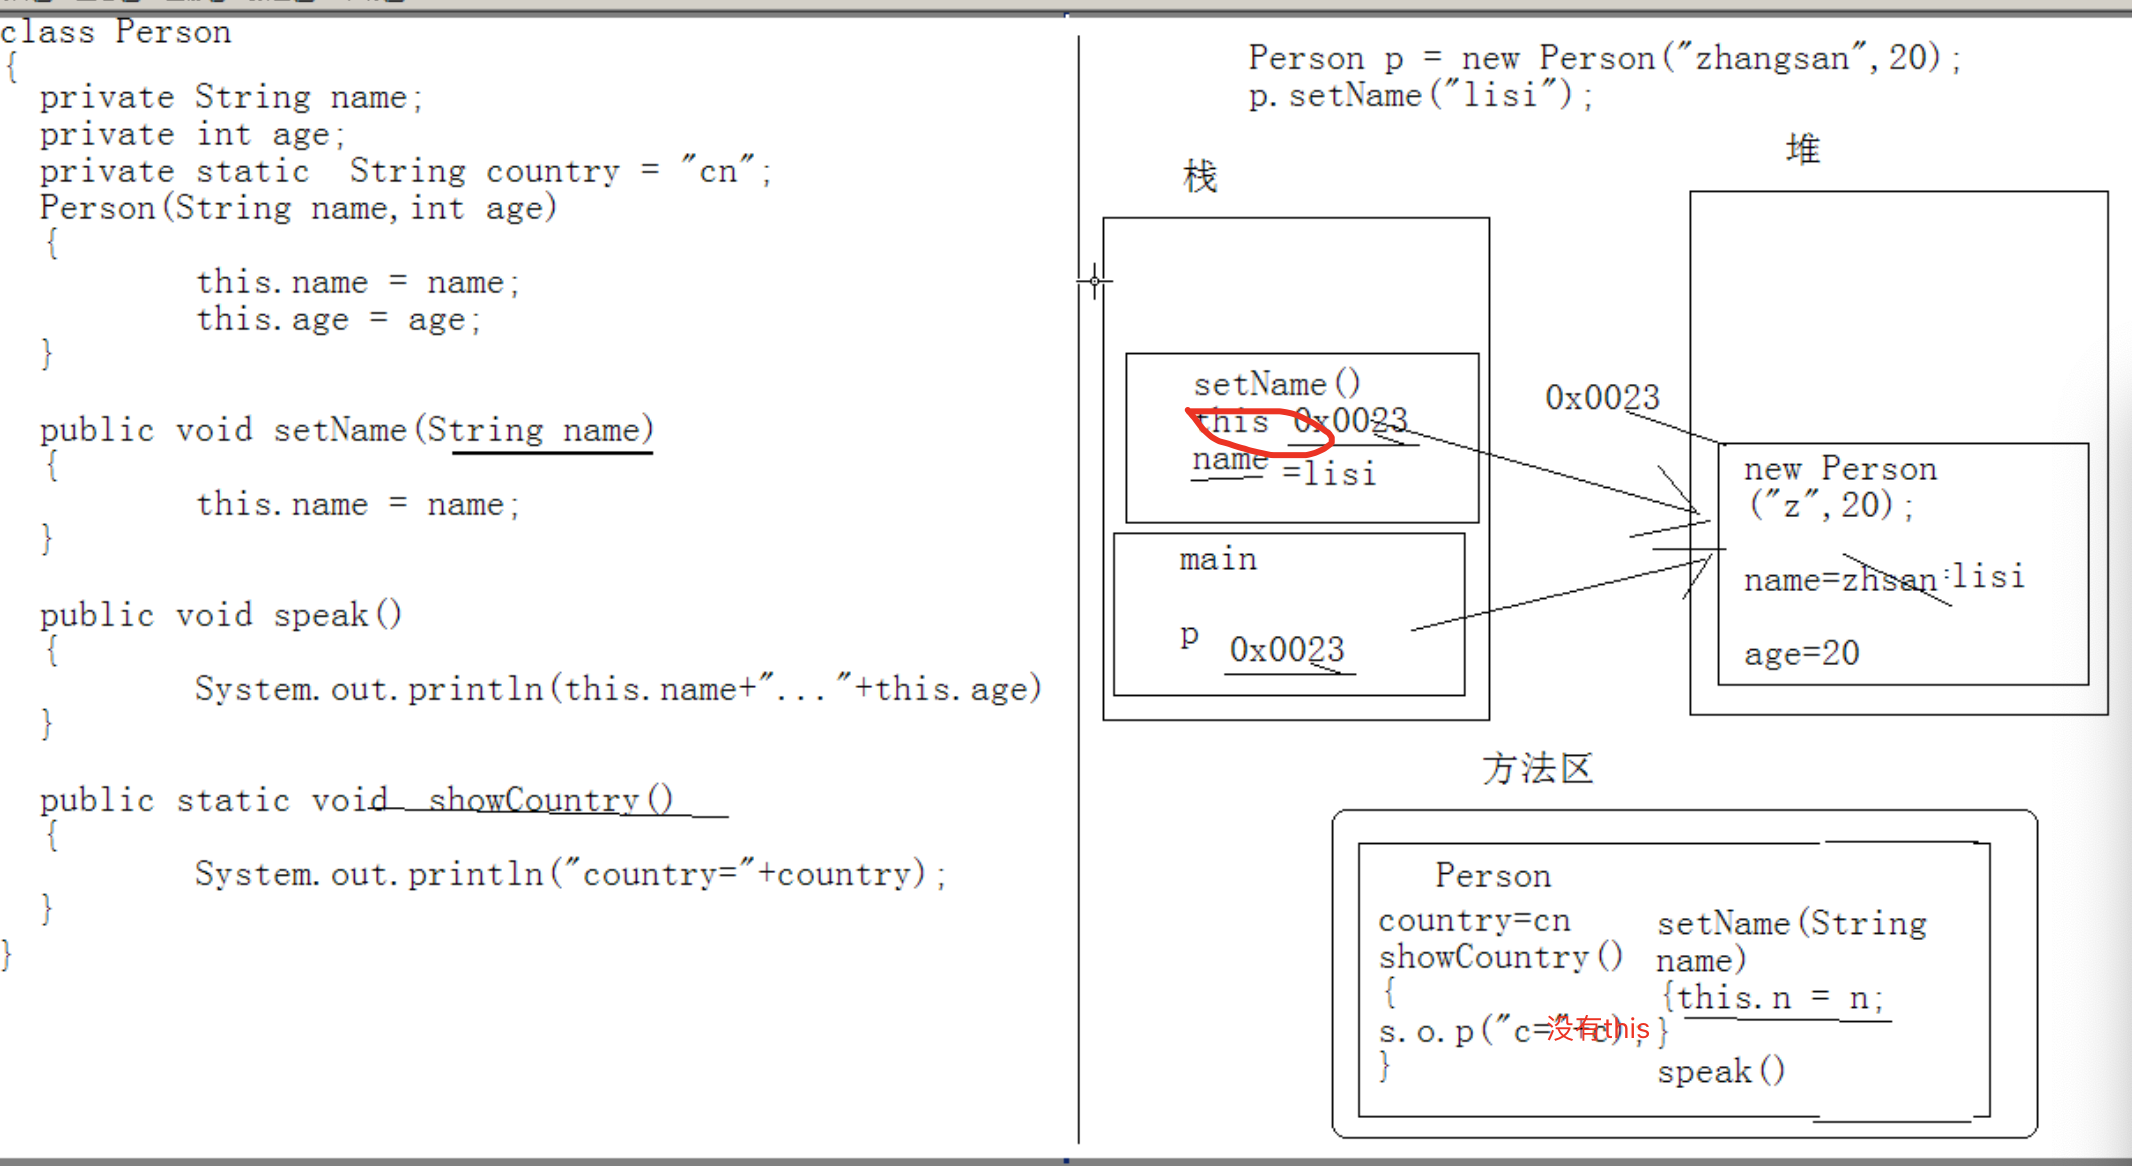 class Person
{
private String name;
private int age;
private static String country = "cn";
Person(String name,int age)
{
this.name = name;
this.age = age;
}
public void setName(String name)
{
this.name = name;
}
public void speak()
{
System.out.println(this.name+"..."+this.age)
}
public static void showCountry()
{
System.out.println("country="+country);
}
}
Person p = new Person("zhangsan",20);
p.setName("lisi");
栈
堆
setName()
this 0x0023
name =lisi
main
p 0x0023
0x0023
new Person
("z",20);
name=zhsan lisi
age=20
方法区
Person
country=cn
showCountry()
{
s.o.p("c="+c);
}
没有this
setName(String
name)
{this.n = n;
}
speak()